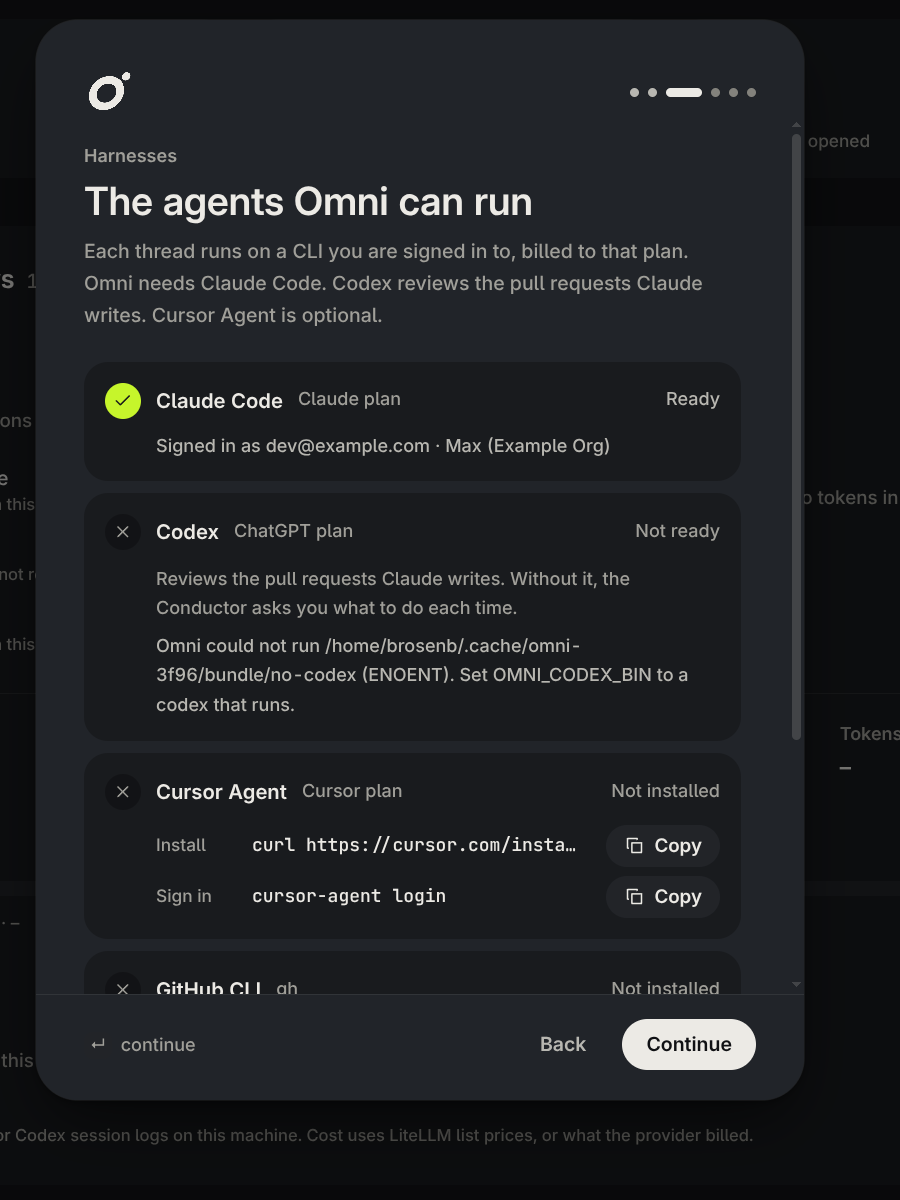 opened
Harnesses
The agents Omni can run
Each thread runs on a CLI you are signed in to, billed to that plan.
Omni needs Claude Code. Codex reviews the pull requests Claude
writes. Cursor Agent is optional.
Claude Code Claude plan Ready
Signed in as dev@example.com · Max (Example Org)
o tokens in
Codex ChatGPT plan Not ready
Reviews the pull requests Claude writes. Without it, the
Conductor asks you what to do each time.
Omni could not run /home/brosenb/.cache/omni-
3f96/bundle/no-codex (ENOENT). Set OMNI_CODEX_BIN to a
codex that runs.
Tokens
–
Cursor Agent Cursor plan Not installed
Install curl https://cursor.com/insta… Copy
Sign in cursor-agent login Copy
GitHub CLI gh Not installed
continue Back Continue
this
or Codex session logs on this machine. Cost uses LiteLLM list prices, or what the provider billed.